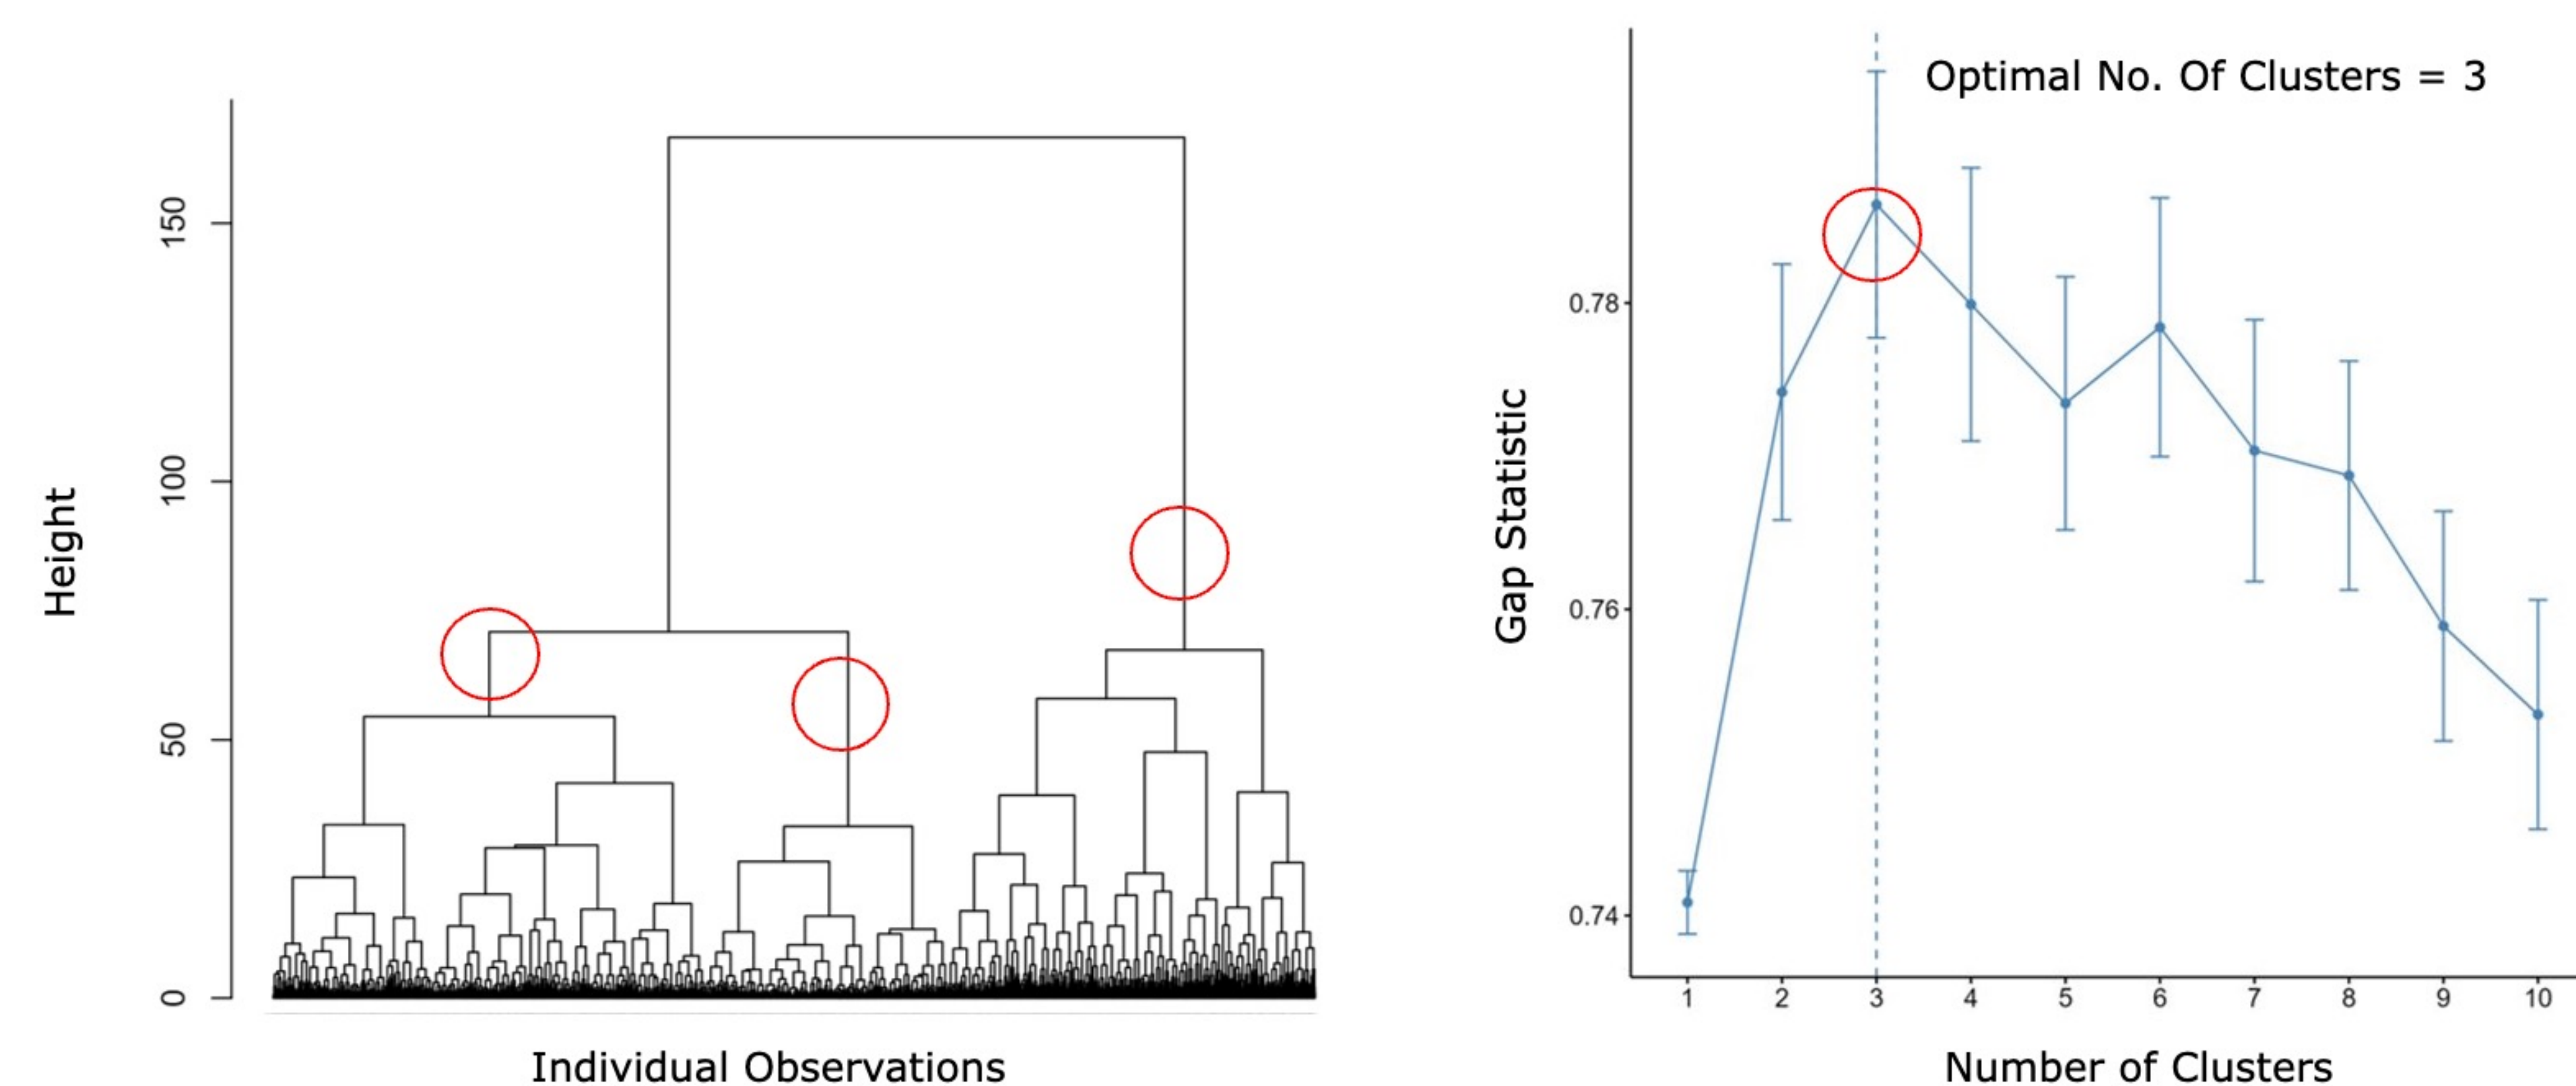 Height
150
100
50
0
Individual Observations
Optimal No. Of Clusters = 3
Gap Statistic
0.78
0.76
0.74
1 2 3 4 5 6 7 8 9 10
Number of Clusters